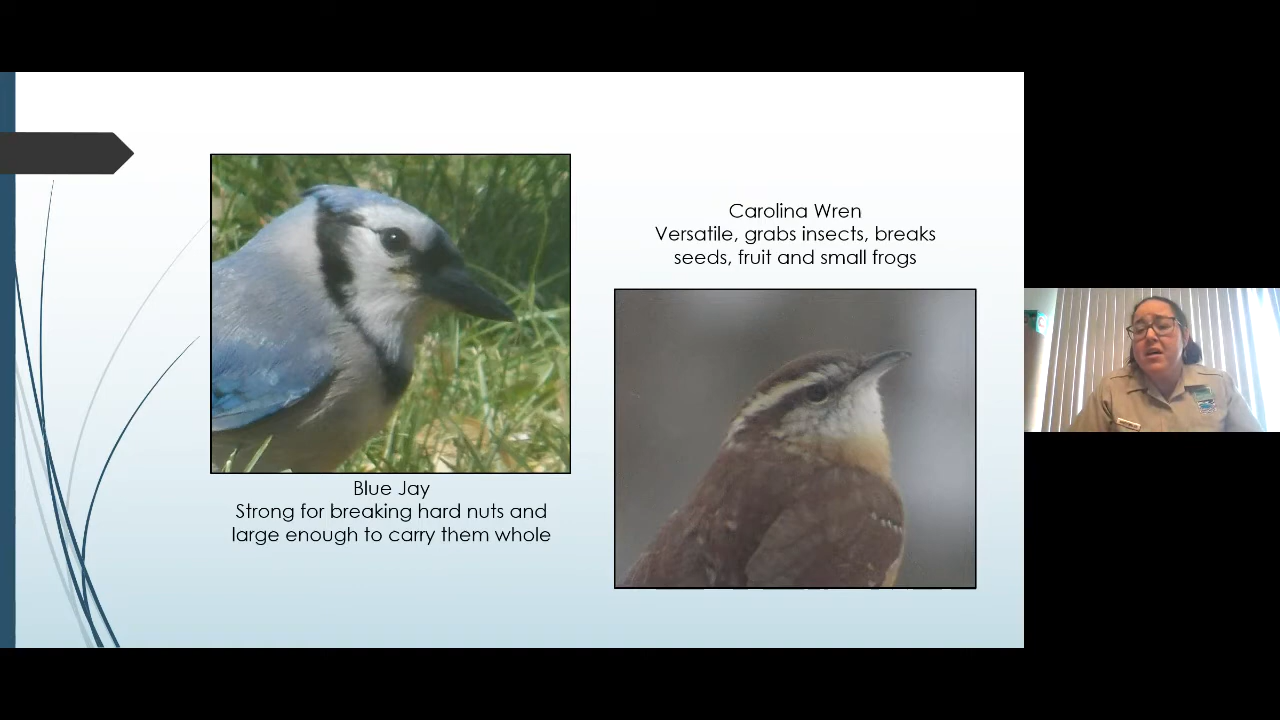 Carolina Wren
Versatile, grabs insects, breaks
seeds, fruit and small frogs
Blue Jay
Strong for breaking hard nuts and
large enough to carry them whole